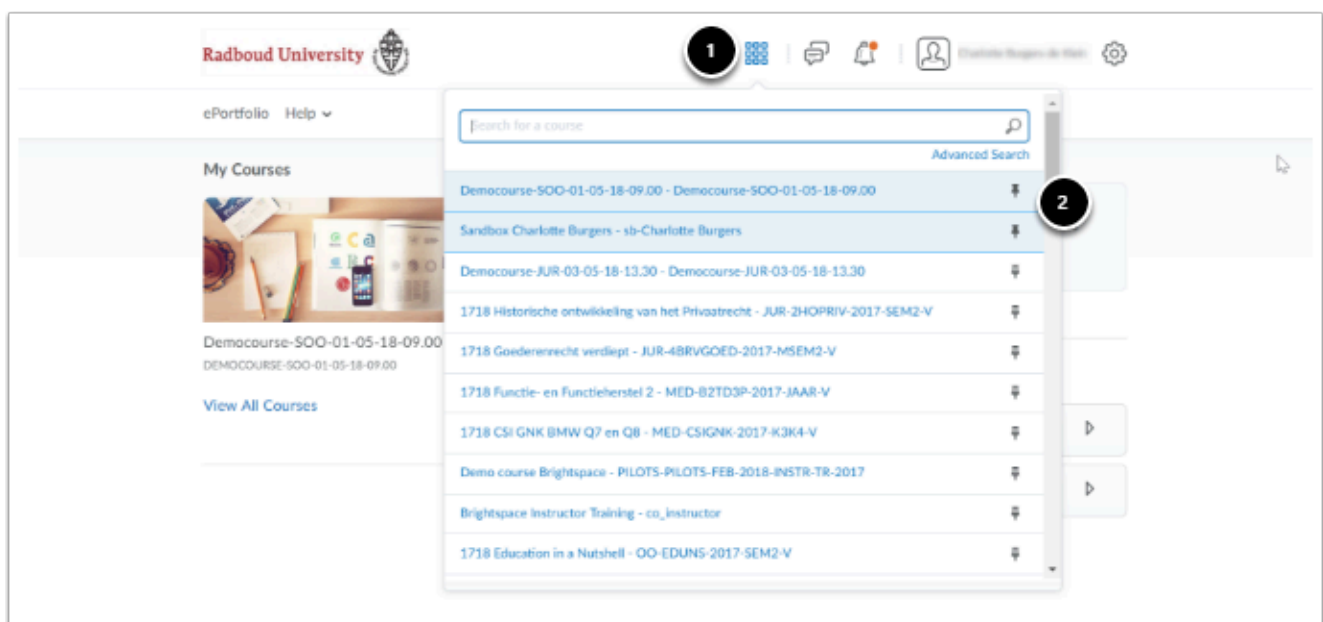 Radboud University
1
ePortfolio Help
Search for a course
Advanced Search
My Courses
Democourse-SOO-01-05-18-09.00
DEMOCOURSE-SOO-01-05-18-09.00
View All Courses
Democourse-SOO-01-05-18-09.00 - Democourse-SOO-01-05-18-09.00
2
Sandbox Charlotte Burgers - sb-Charlotte Burgers
Democourse-JUR-03-05-18-13.30 - Democourse-JUR-03-05-18-13.30
1718 Historische ontwikkeling van het Privaatrecht - JUR-2HOPRIV-2017-SEM2-V
1718 Goederenrecht verdiept - JUR-4BRVGOED-2017-MSEM2-V
1718 Functie- en Functieherstel 2 - MED-B2TD3P-2017-JAAR-V
1718 CSI GNK BMW Q7 en Q8 - MED-CSIGNK-2017-K3K4-V
Demo course Brightspace - PILOTS-PILOTS-FEB-2018-INSTR-TR-2017
Brightspace Instructor Training - co_instructor
1718 Education in a Nutshell - OO-EDUNS-2017-SEM2-V